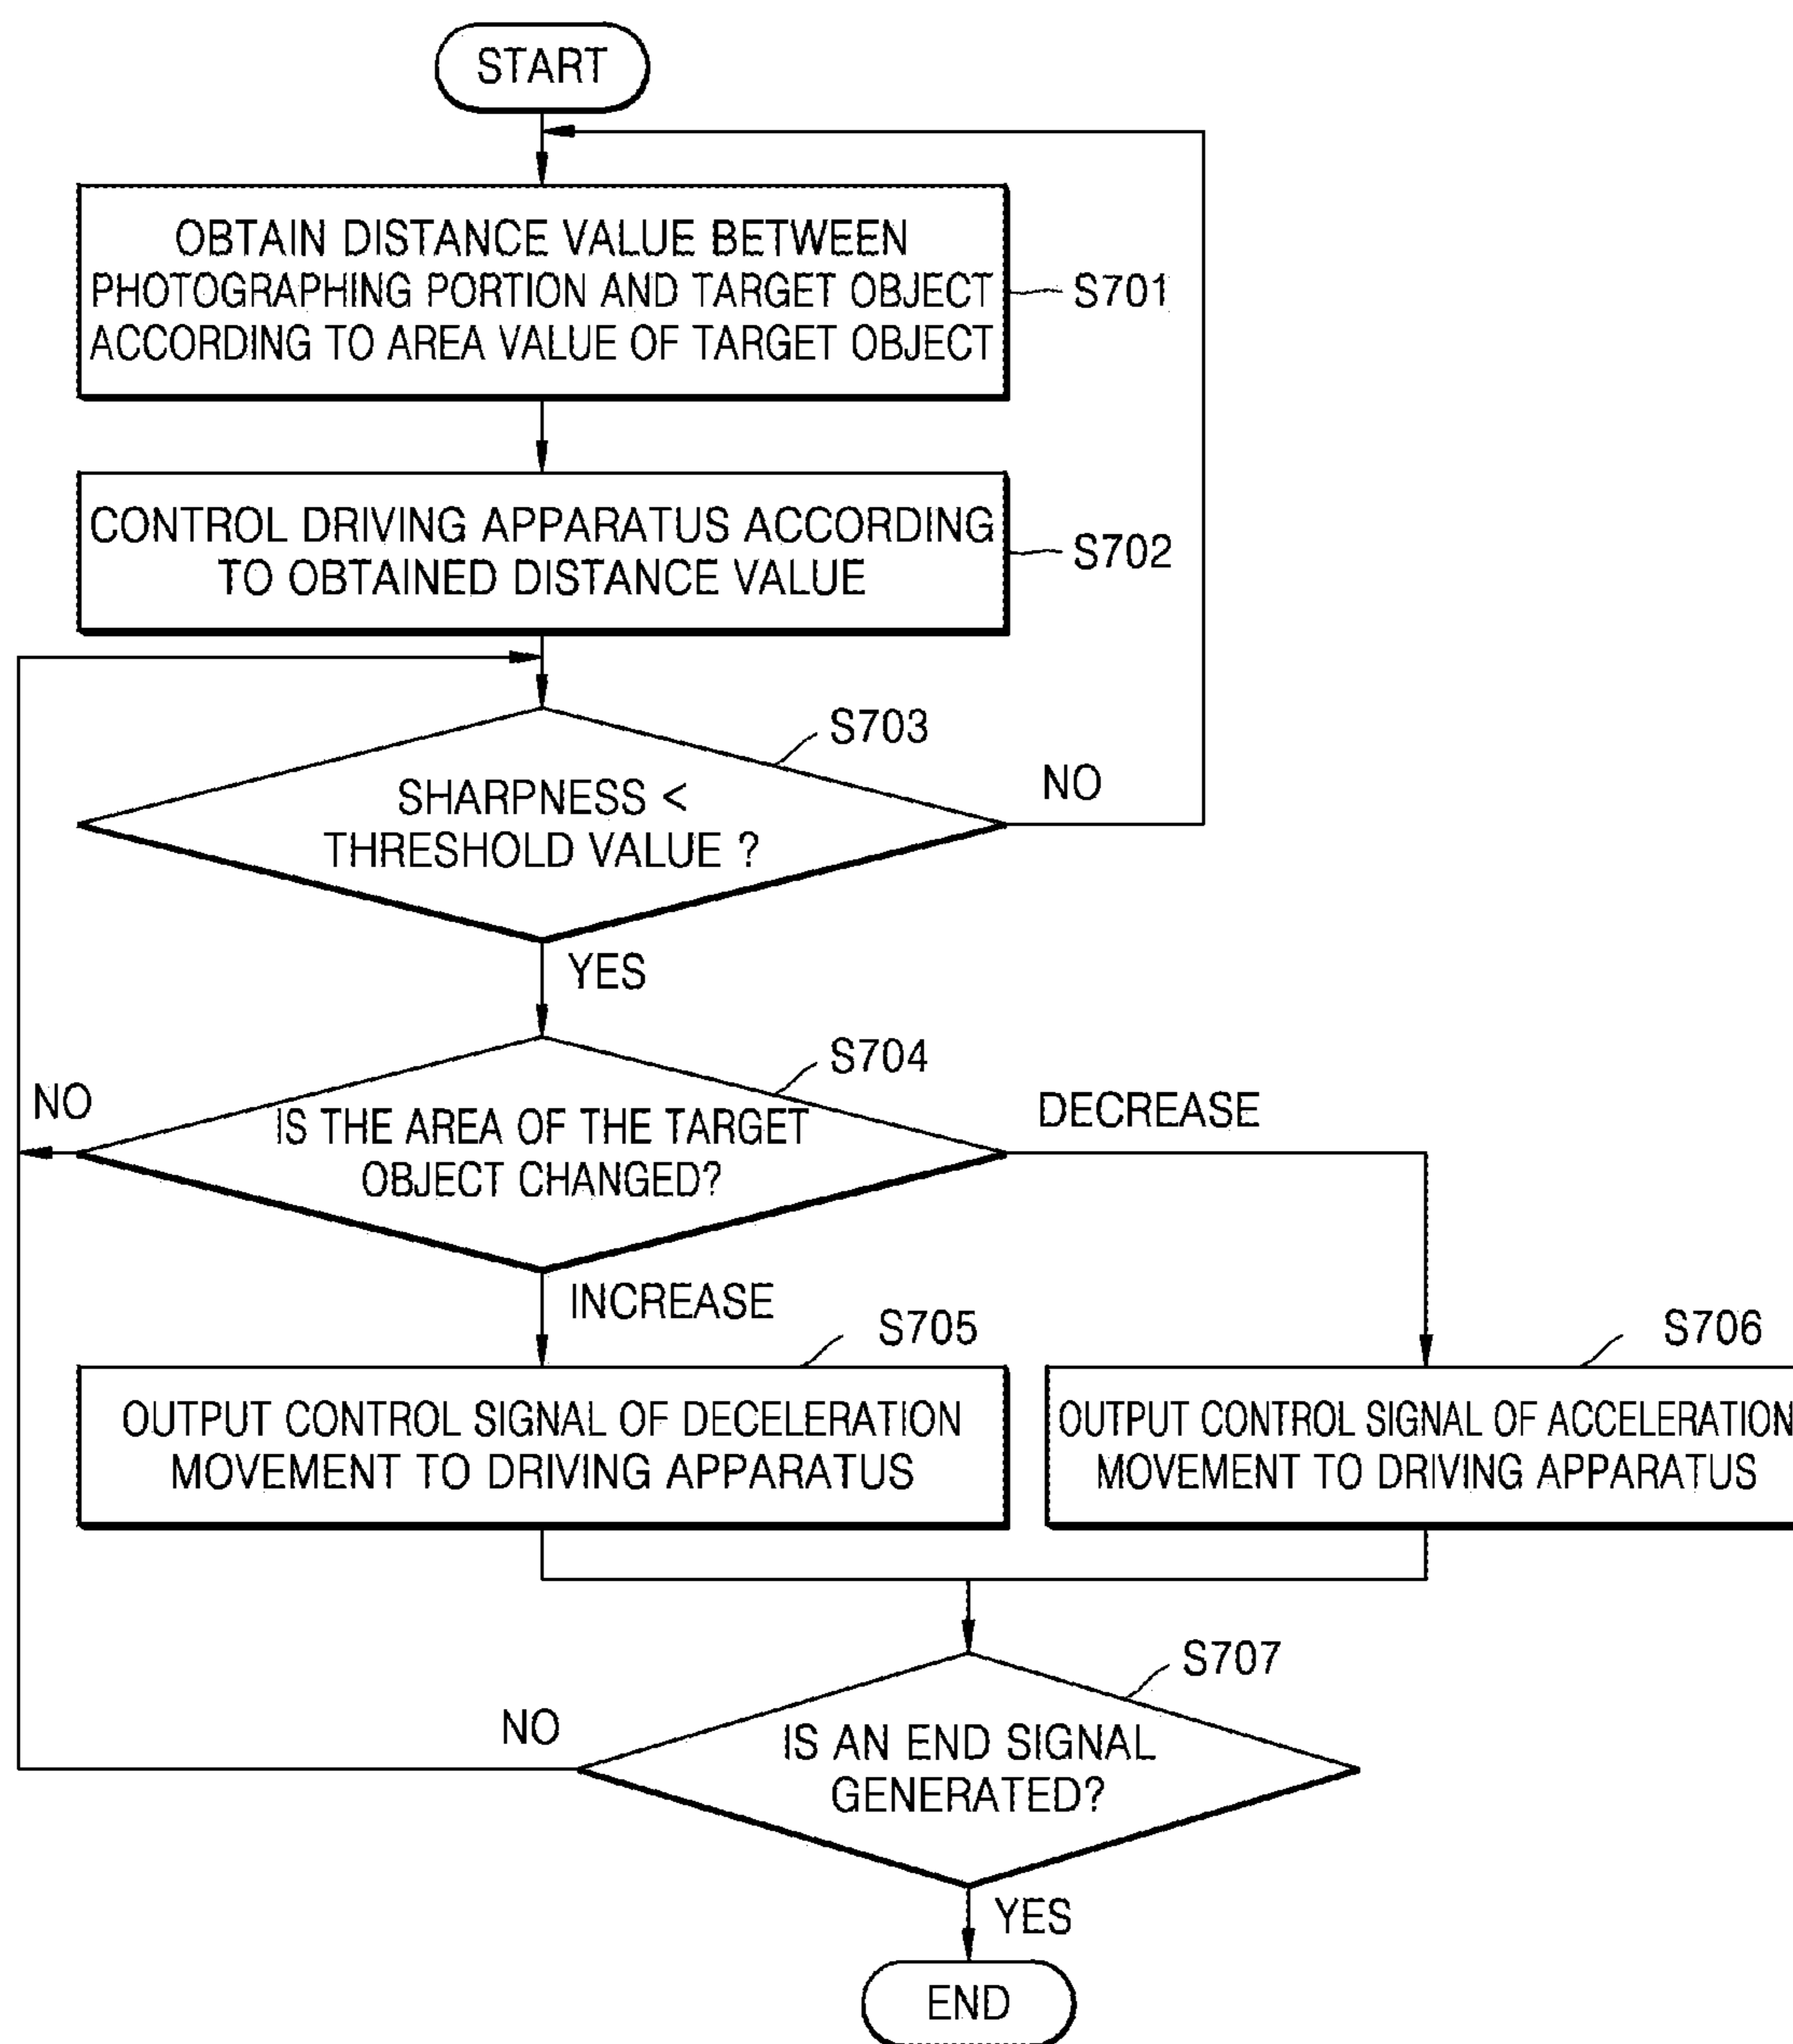 START
OBTAIN DISTANCE VALUE BETWEEN
PHOTOGRAPHING PORTION AND TARGET OBJECT
ACCORDING TO AREA VALUE OF TARGET OBJECT
S701
CONTROL DRIVING APPARATUS ACCORDING
TO OBTAINED DISTANCE VALUE
S702
S703
SHARPNESS <
THRESHOLD VALUE ?
NO
YES
S704
IS THE AREA OF THE TARGET
OBJECT CHANGED?
NO
DECREASE
INCREASE
S705
OUTPUT CONTROL SIGNAL OF DECELERATION
MOVEMENT TO DRIVING APPARATUS
S706
OUTPUT CONTROL SIGNAL OF ACCELERATION
MOVEMENT TO DRIVING APPARATUS
S707
IS AN END SIGNAL
GENERATED?
NO
YES
END